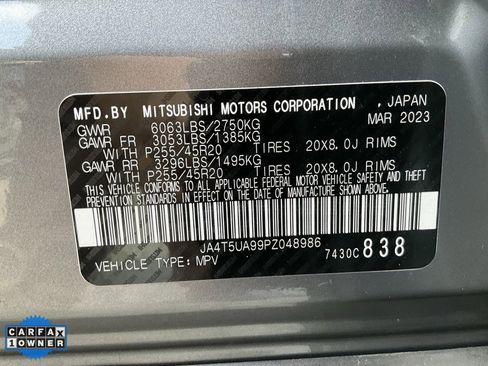 MFD.BY MITSUBISHI MOTORS CORPORATION, JAPAN
GVWR 6063LBS/2750KG MAR 2023
GAWR FR 3053LBS/1385KG
WITH P255/45R20 TIRES 20X8.0J RIMS
GAWR RR 3296LBS/1495KG
WITH P255/45R20 TIRES 20X8.0J RIMS
THIS VEHICLE CONFORMS TO ALL APPLICABLE FEDERAL MOTOR VEHICLE SAFETY, BUMPER, AND THEFT
PREVENTION STANDARDS IN EFFECT ON THE DATE OF MANUFACTURE SHOWN ABOVE.
JA4T5UA99PZ048986
VEHICLE TYPE: MPV 7430C 838
CARFAX
1 OWNER